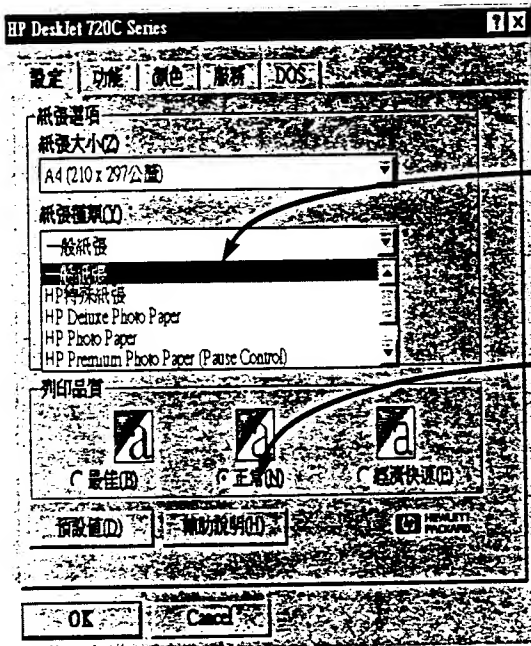 HP DeskJet 720C Series
設定 功能 顏色 服務 DOS
紙張選項
紙張大小(Z)
A4 (210 x 297公釐)
紙張種類(Y)
一般紙張
一般紙張
HP特殊紙張
HP Deluxe Photo Paper
HP Photo Paper
HP Premium Photo Paper (Pause Control)
列印品質
最佳(B) 正常(N) 經濟快速(E)
預設值(D) 輔助說明(H) HEWLETT
PACKARD
OK Cancel